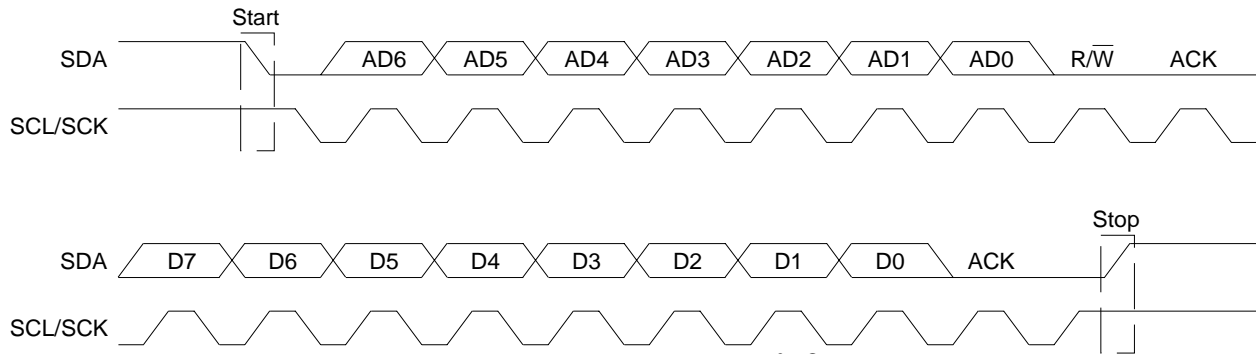 Start
SDA AD6 AD5 AD4 AD3 AD2 AD1 AD0 R/W̅ ACK
SCL/SCK
Stop
SDA D7 D6 D5 D4 D3 D2 D1 D0 ACK
SCL/SCK